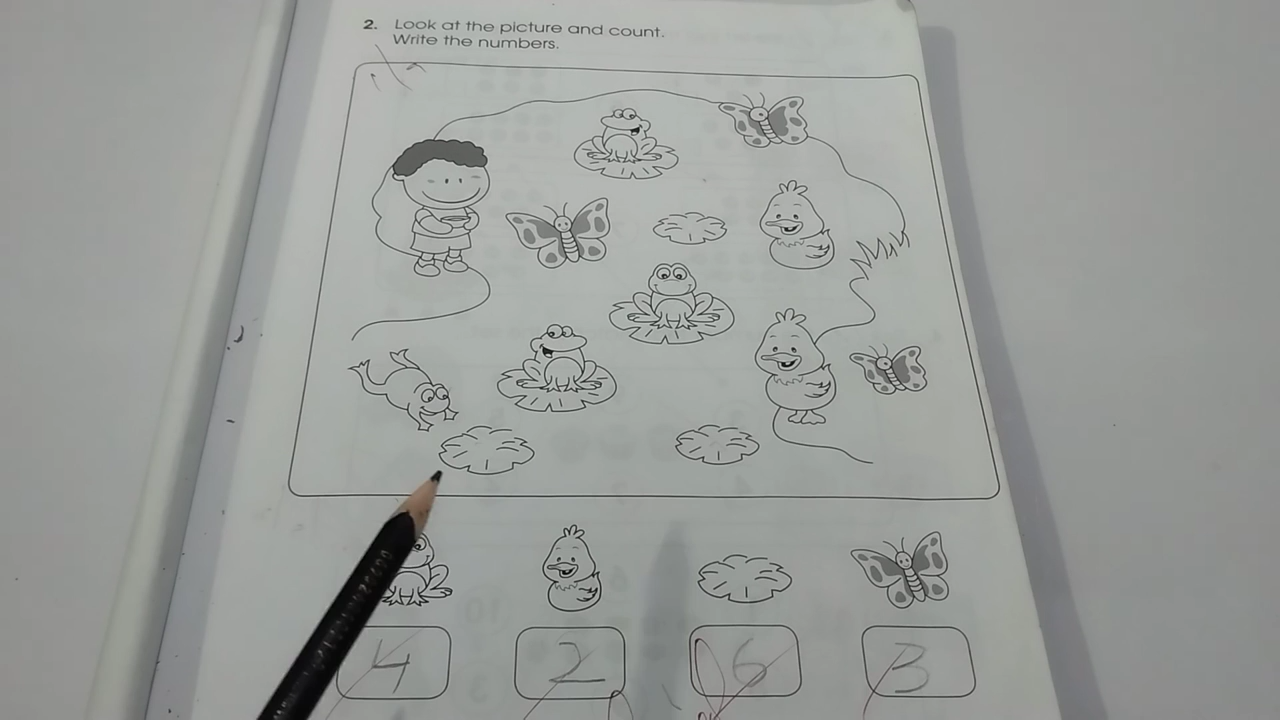 2. Look at the picture and count.
Write the numbers.
4 2 6 3